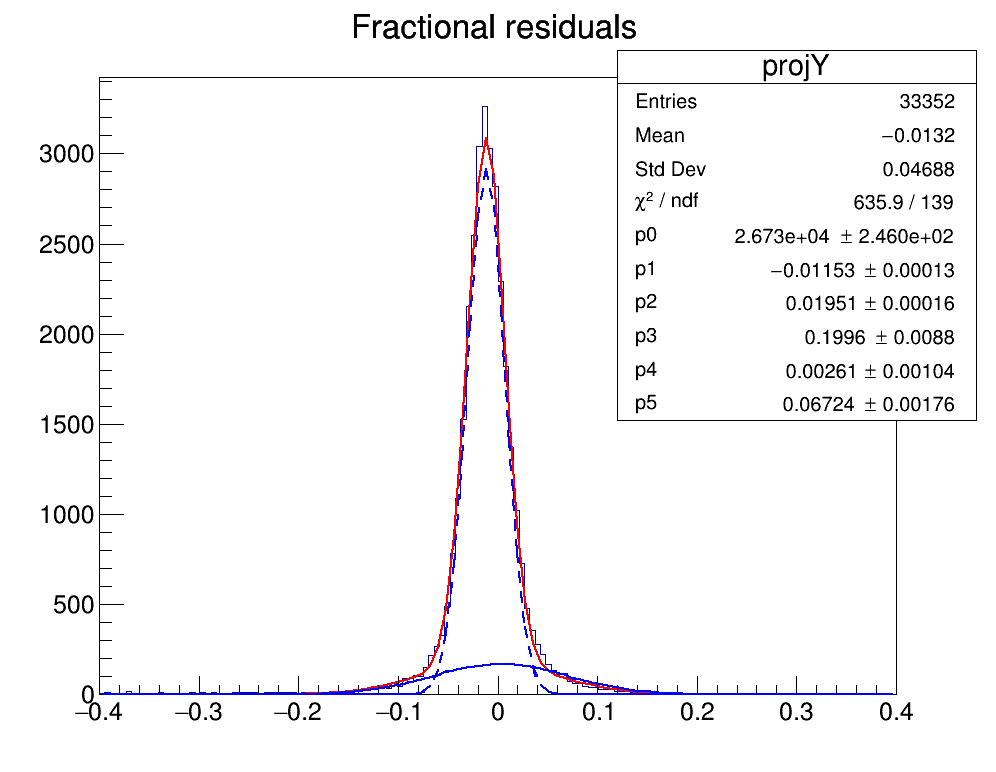 Fractional residuals
projY
Entries 33352
Mean −0.0132
Std Dev 0.04688
χ² / ndf 635.9 / 139
p0 2.673e+04 ± 2.460e+02
p1 −0.01153 ± 0.00013
p2 0.01951 ± 0.00016
p3 0.1996 ± 0.0088
p4 0.00261 ± 0.00104
p5 0.06724 ± 0.00176
3000
2500
2000
1500
1000
500
0
−0.4 −0.3 −0.2 −0.1 0 0.1 0.2 0.3 0.4